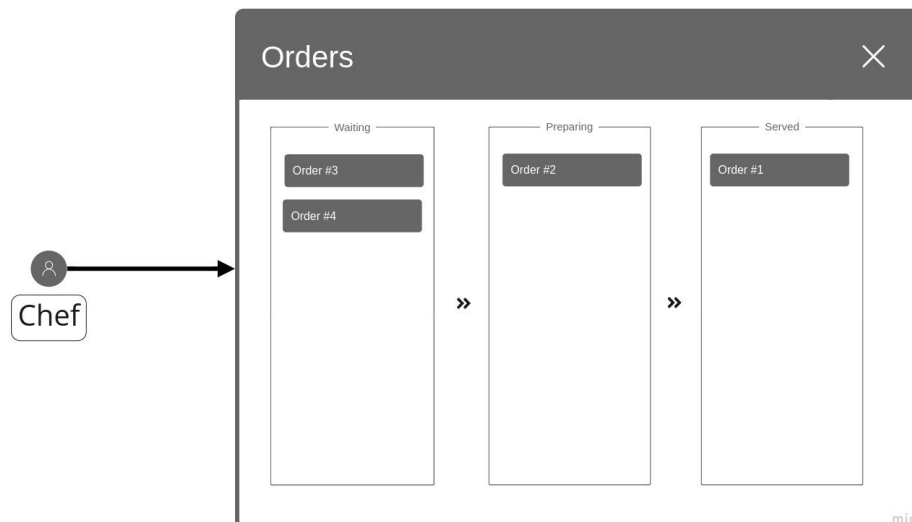 Orders
Waiting
Preparing
Served
Order #3
Order #2
Order #1
Order #4
Chef